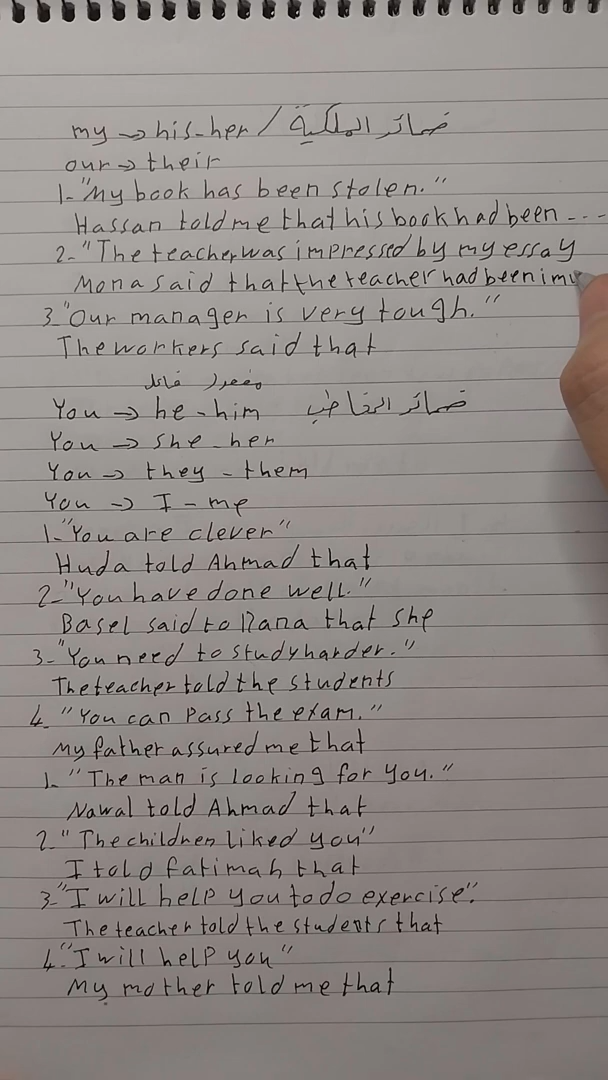 my → his-her / ضمائر الملكية
our → their
1- "My book has been stolen."
Hassan told me that his book had been ---
2- "The teacher was impressed by my essay
Mona said that the teacher had been im
3. "Our manager is very tough."
The workers said that
مفعول فاعل
You → he-him ضمائر المخاطب
You → she-her
You → they-them
You → I-me
1- "You are clever"
Huda told Ahmad that
2- "You have done well."
Basel said to Rana that she
3- "You need to study harder."
The teacher told the students
4- "You can pass the exam."
My father assured me that
1- "The man is looking for you."
Nawal told Ahmad that
2- "The children liked you"
I told fatimah that
3- "I will help you to do exercise".
The teacher told the students that
4- "I will help you"
My mother told me that